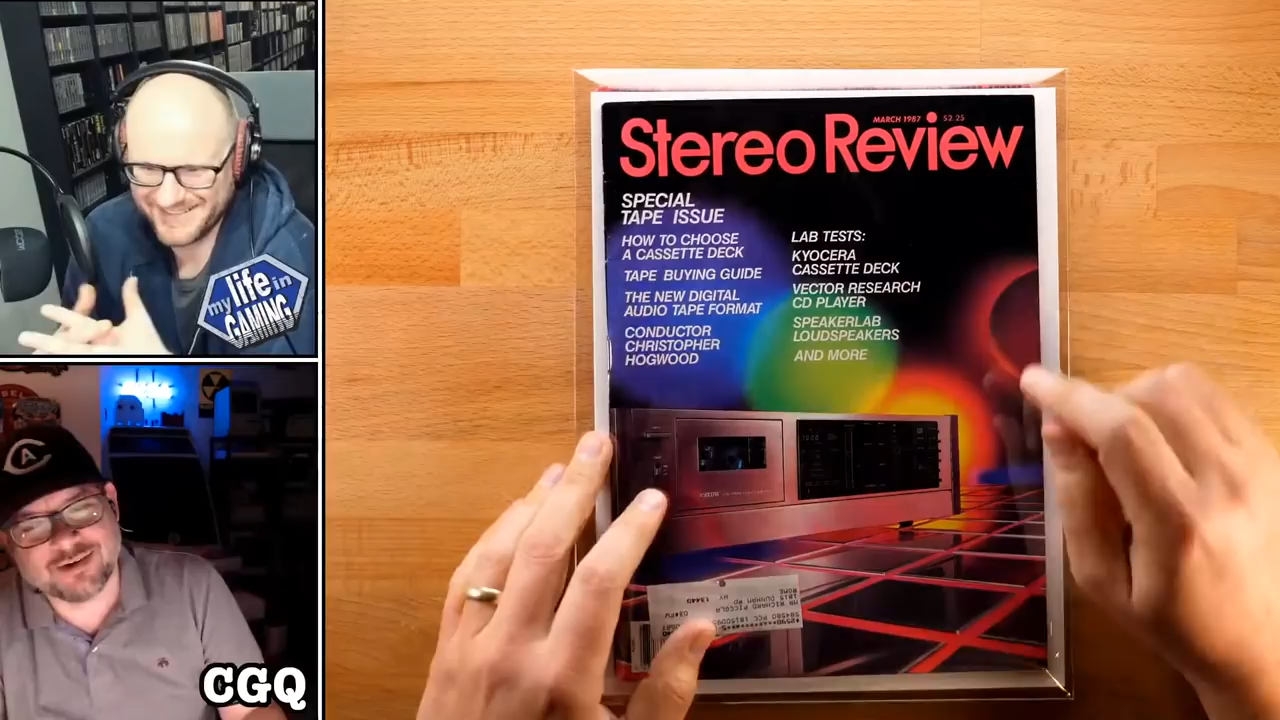 my life in
GAMING
CGQ
MARCH 1987 $2.25
Stereo Review
SPECIAL
TAPE ISSUE
HOW TO CHOOSE
A CASSETTE DECK
TAPE BUYING GUIDE
THE NEW DIGITAL
AUDIO TAPE FORMAT
CONDUCTOR
CHRISTOPHER
HOGWOOD
LAB TESTS:
KYOCERA
CASSETTE DECK
VECTOR RESEARCH
CD PLAYER
SPEAKERLAB
LOUDSPEAKERS
AND MORE